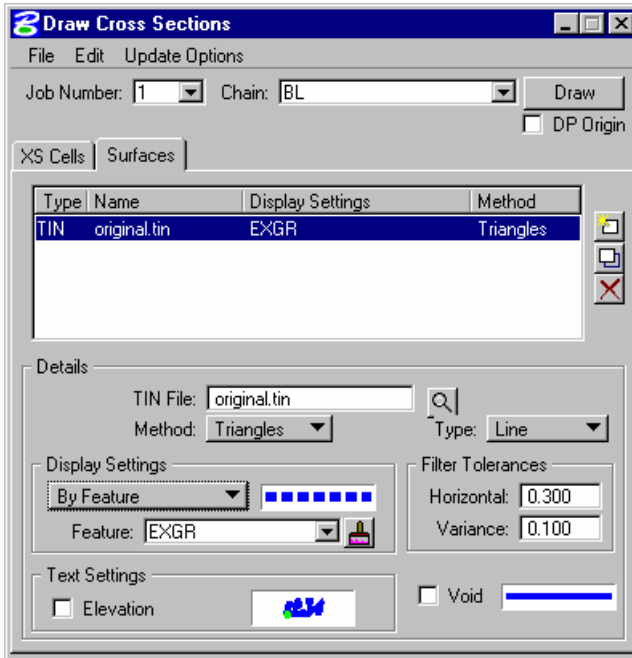 Draw Cross Sections
File Edit Update Options
Job Number: 1 Chain: BL Draw
DP Origin
XS Cells Surfaces
Type Name Display Settings Method
TIN original.tin EXGR Triangles
Details
TIN File: original.tin
Method: Triangles Type: Line
Display Settings Filter Tolerances
By Feature Horizontal: 0.300
Feature: EXGR Variance: 0.100
Text Settings
Elevation Void